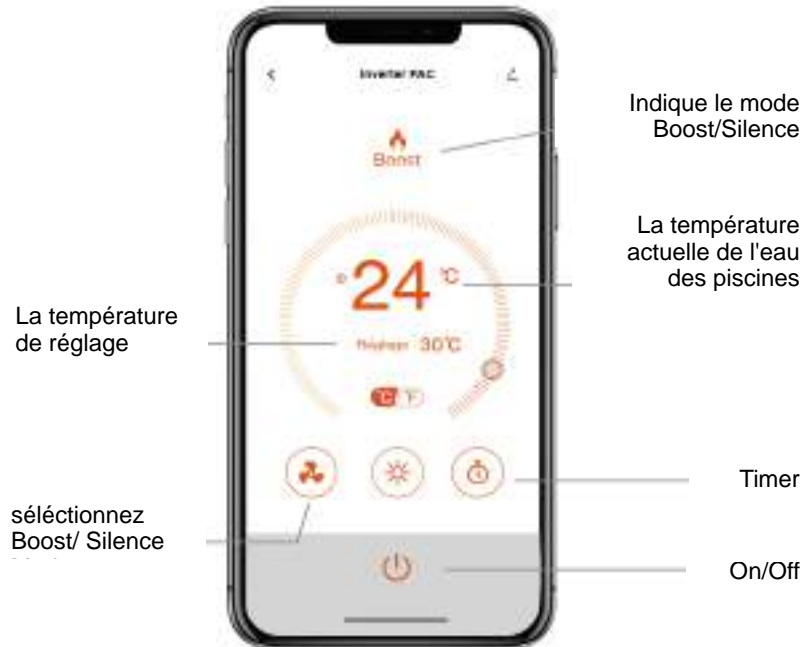 Inverter PAC
Boost
Indique le mode
Boost/Silence
La température
actuelle de l'eau
des piscines
24 °C
La température
de réglage
30°C
°C °F
Timer
séléctionnez
Boost/ Silence
On/Off